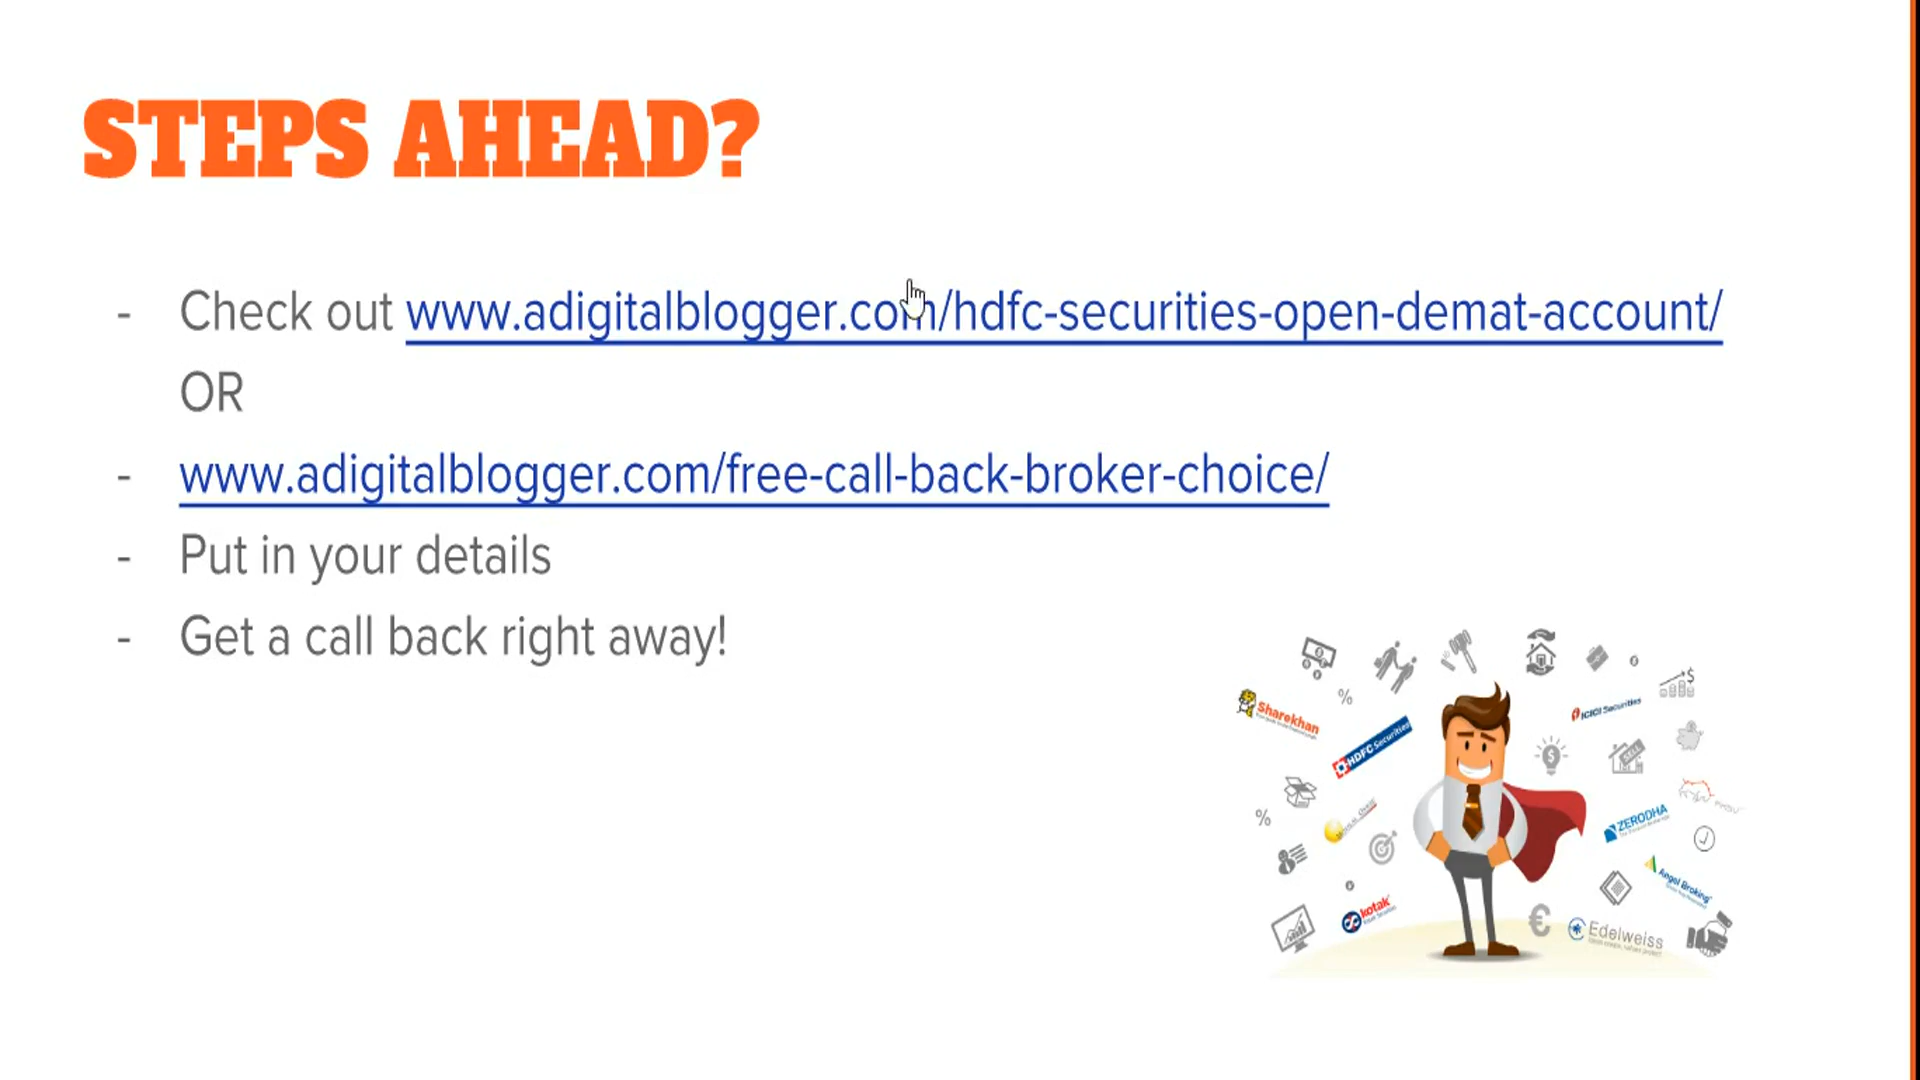 STEPS AHEAD?
- Check out www.adigitalblogger.com/hdfc-securities-open-demat-account/
- OR
- www.adigitalblogger.com/free-call-back-broker-choice/
- Put in your details
- Get a call back right away!
Sharekhan
HDFC Securities
ICICI Securities
SELL
ZERODHA
Angel Broking
kotak
Edelweiss